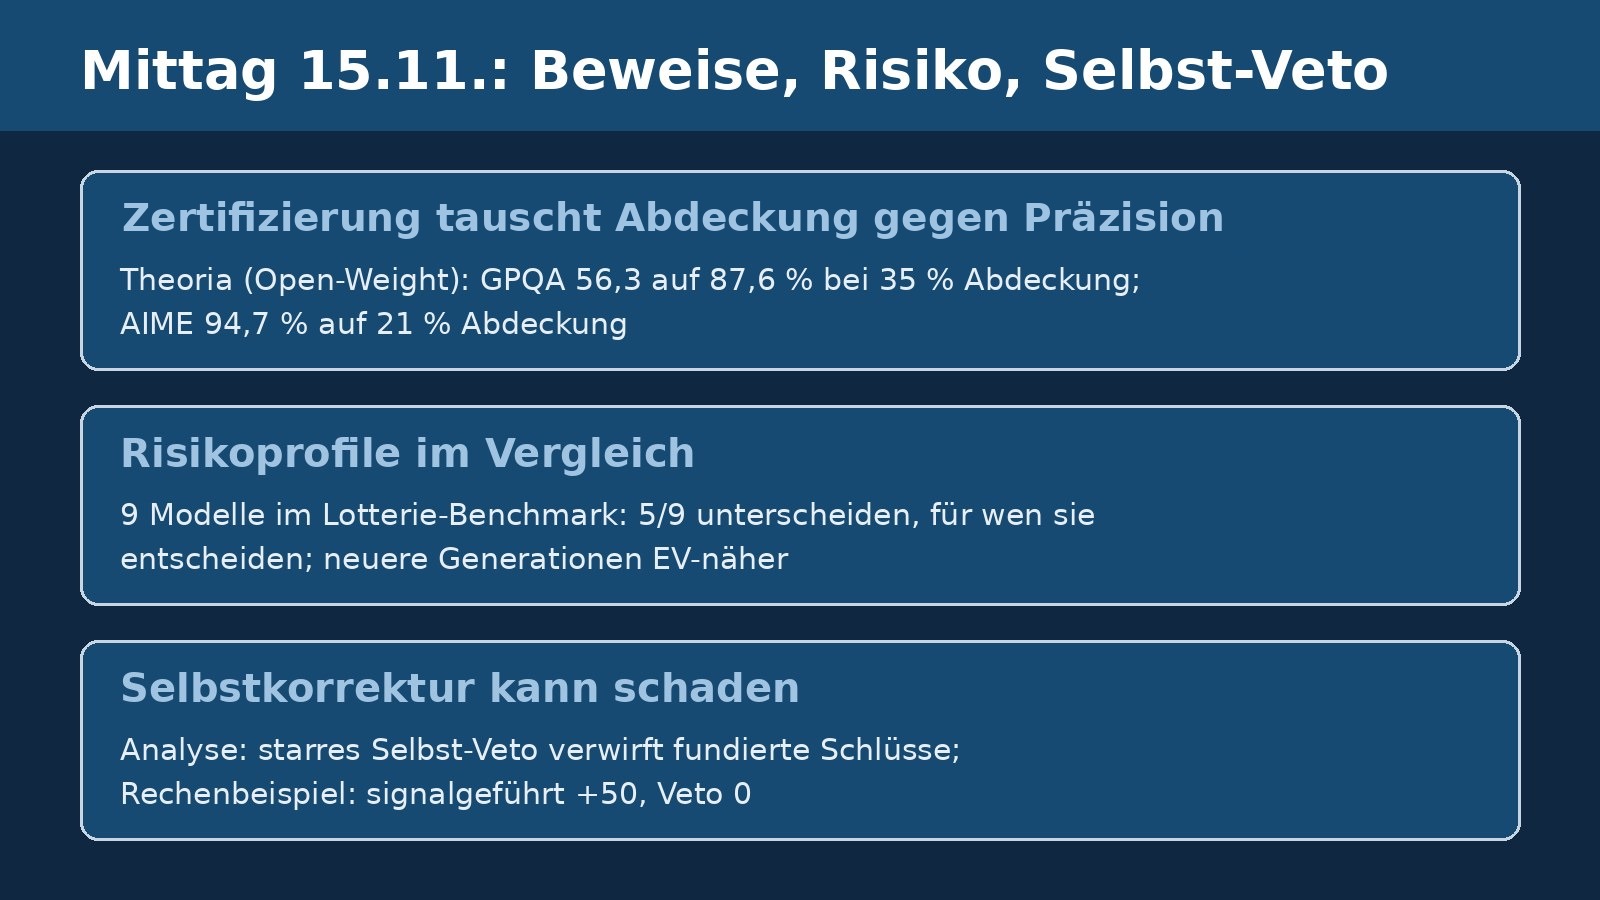 Mittag 15.11.: Beweise, Risiko, Selbst-Veto
Zertifizierung tauscht Abdeckung gegen Präzision
Theoria (Open-Weight): GPQA 56,3 auf 87,6 % bei 35 % Abdeckung;
AIME 94,7 % auf 21 % Abdeckung
Risikoprofile im Vergleich
9 Modelle im Lotterie-Benchmark: 5/9 unterscheiden, für wen sie
entscheiden; neuere Generationen EV-näher
Selbstkorrektur kann schaden
Analyse: starres Selbst-Veto verwirft fundierte Schlüsse;
Rechenbeispiel: signalgeführt +50, Veto 0